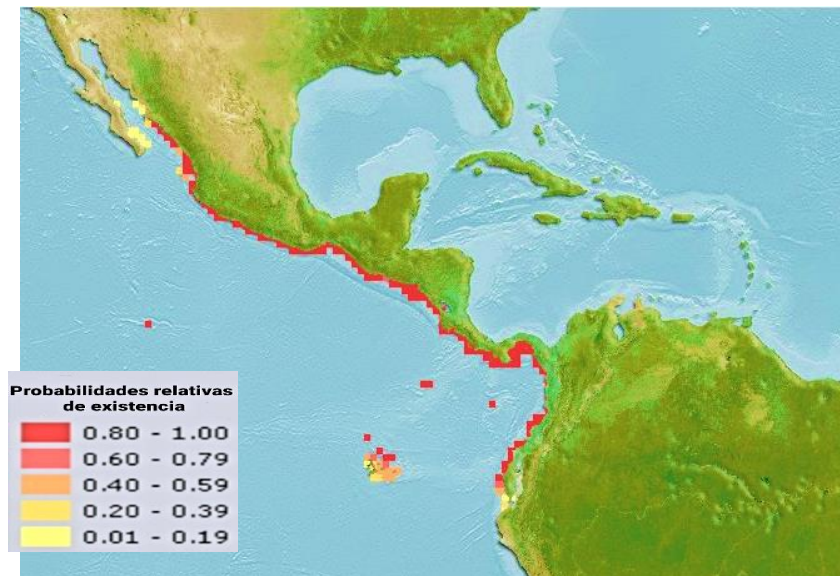 Probabilidades relativas
de existencia
0.80 - 1.00
0.60 - 0.79
0.40 - 0.59
0.20 - 0.39
0.01 - 0.19